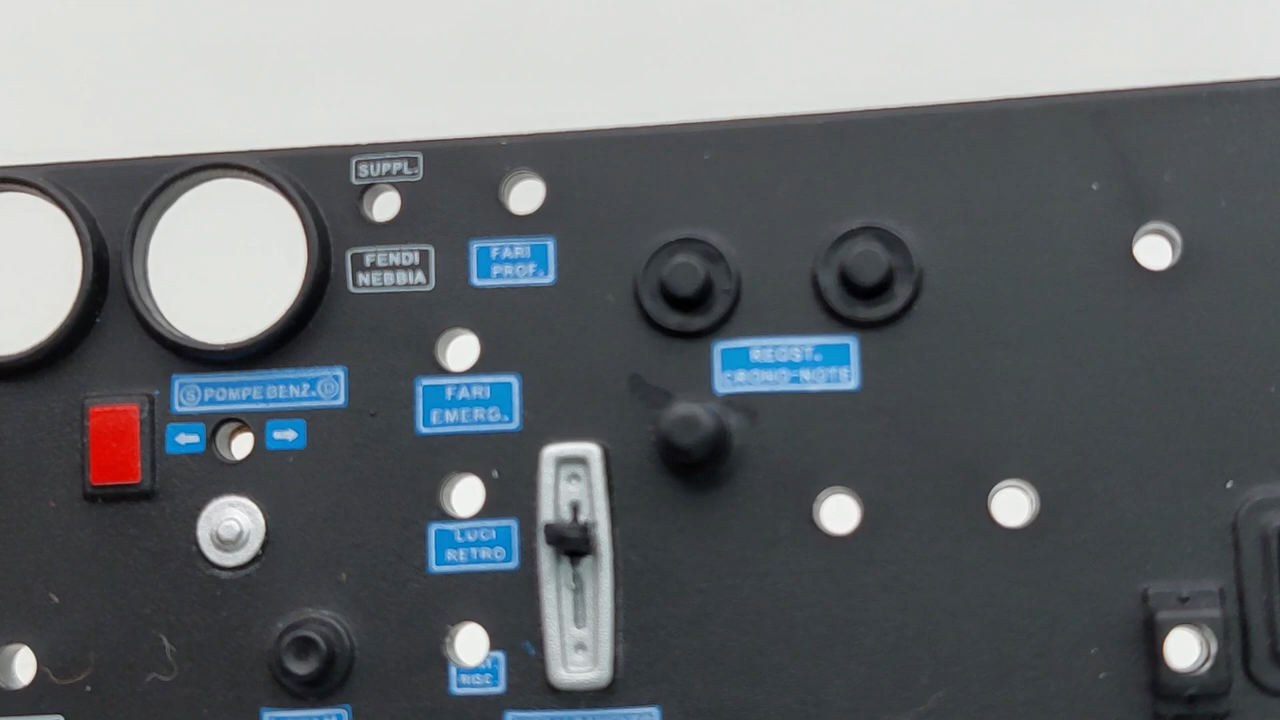 SUPPL.
FENDI
NEBBIA
FARI
PROF.
REGST.
CRONO-NOTE
S POMPE BENZ. D
FARI
EMERG.
LUCI
RETRO
RISC.